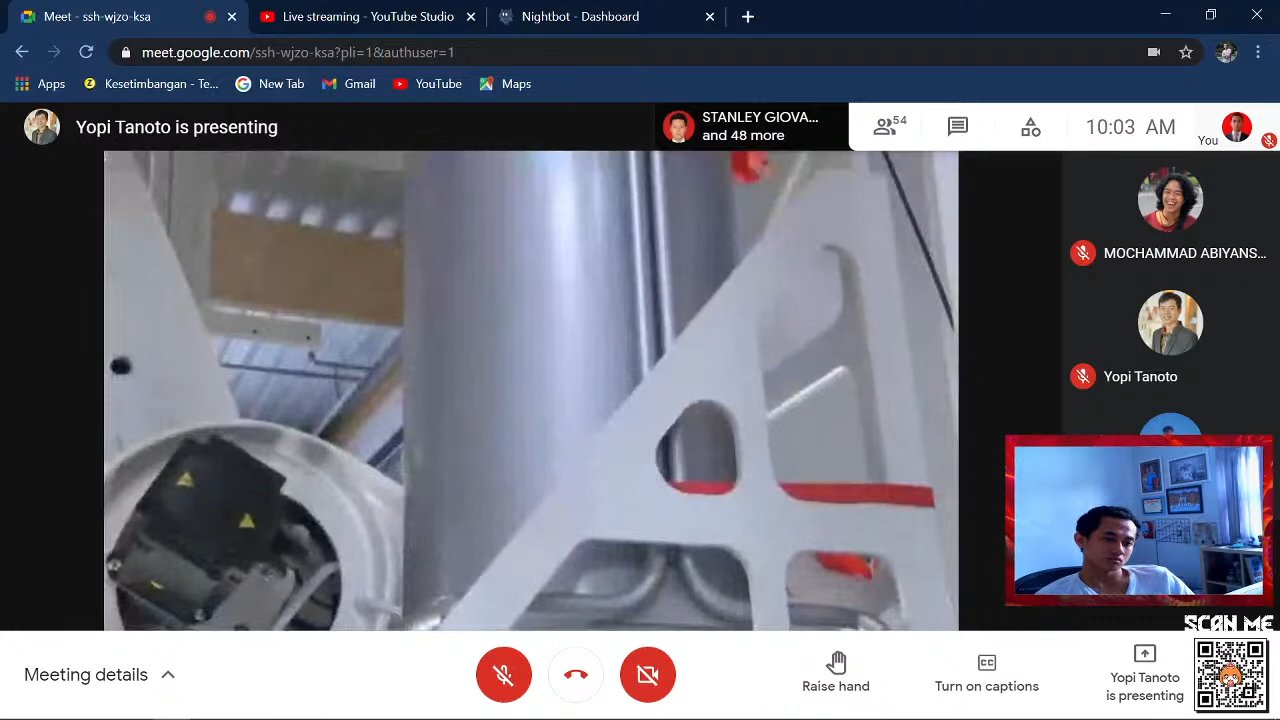 Meet - ssh-wjzo-ksa
Live streaming - YouTube Studio
Nightbot - Dashboard
meet.google.com/ssh-wjzo-ksa?pli=1&authuser=1
Apps
Kesetimbangan - Te...
New Tab
Gmail
YouTube
Maps
Yopi Tanoto is presenting
STANLEY GIOVA...
and 48 more
54
10:03 AM
You
MOCHAMMAD ABIYANS...
Yopi Tanoto
SCAN ME
Meeting details
Raise hand
CC
Turn on captions
Yopi Tanoto
is presenting